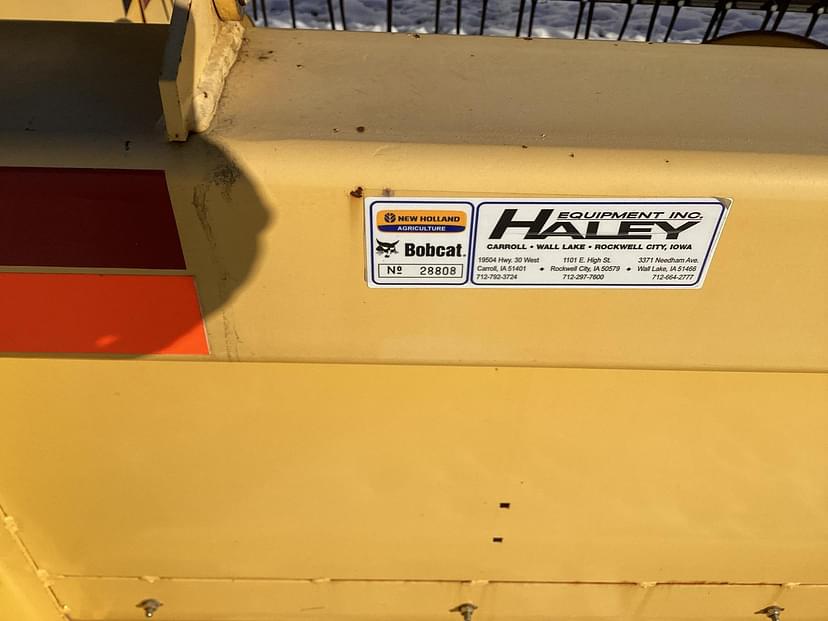 NEW HOLLAND
AGRICULTURE
Bobcat.
Nº 28808
EQUIPMENT INC.
HALEY
CARROLL • WALL LAKE • ROCKWELL CITY, IOWA
19504 Hwy. 30 West 1101 E. High St. 3371 Needham Ave.
Carroll, IA 51401 • Rockwell City, IA 50579 • Wall Lake, IA 51466
712-792-3724 712-297-7600 712-664-2777